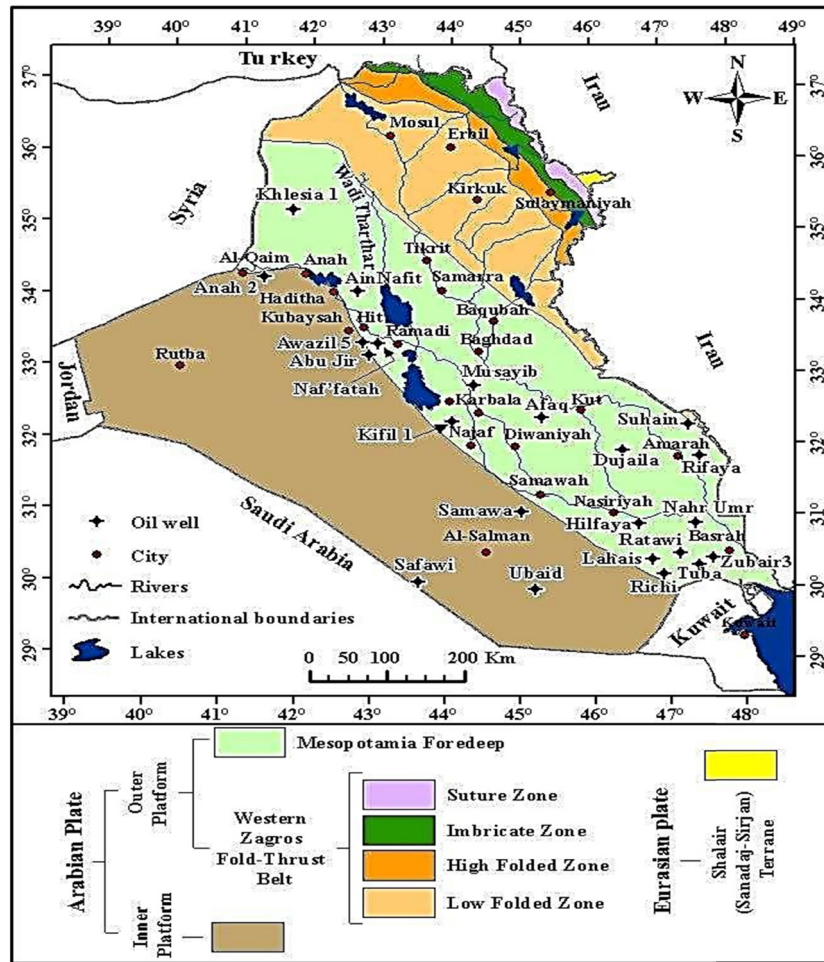 39° 40° 41° 42° 43° 44° 45° 46° 47° 48° 49°
Turkey
Iran
N
W E
S
37°
37°
Mosul
Erbil
36°
36°
Kirkuk
Sulaymaniyah
Khlesia 1
Wadi Tharthar
35°
35°
Syria
Tikrit
Al-Qaim
Anah
Samarra
Ain Nafit
34°
34°
Anah 2
Haditha
Baqubah
Iran
Kubaysah
Hit
Ramadi
Awazil 5
Baghdad
33°
33°
Rutba
Abu Jir
Musayib
Naf'fatah
Jordan
Karbala
Afaq
Kut
Suhain
32°
32°
Kifil 1
Najaf
Diwaniyah
Amarah
Dujaila
Rifaya
Samawah
31°
31°
Saudi Arabia
Samawa
Nasiriyah
Nahr Umr
Oil well
Hilfaya
Basrah
City
Al-Salman
Ratawi
Zubair3
Safawi
Lahais
Tuba
30°
30°
Rivers
Ubaid
Richi
International boundaries
Kuwait
Kuwait
29°
29°
Lakes
0 50 100 200 Km
39° 40° 41° 42° 43° 44° 45° 46° 47° 48°
Arabian Plate
Outer
Platform
Mesopotamia Foredeep
Western
Zagros
Fold-Thrust
Belt
Suture Zone
Imbricate Zone
High Folded Zone
Low Folded Zone
Inner
Platform
Eurasian plate
Shalair
(Sanadaj-Sirjan)
Terrane